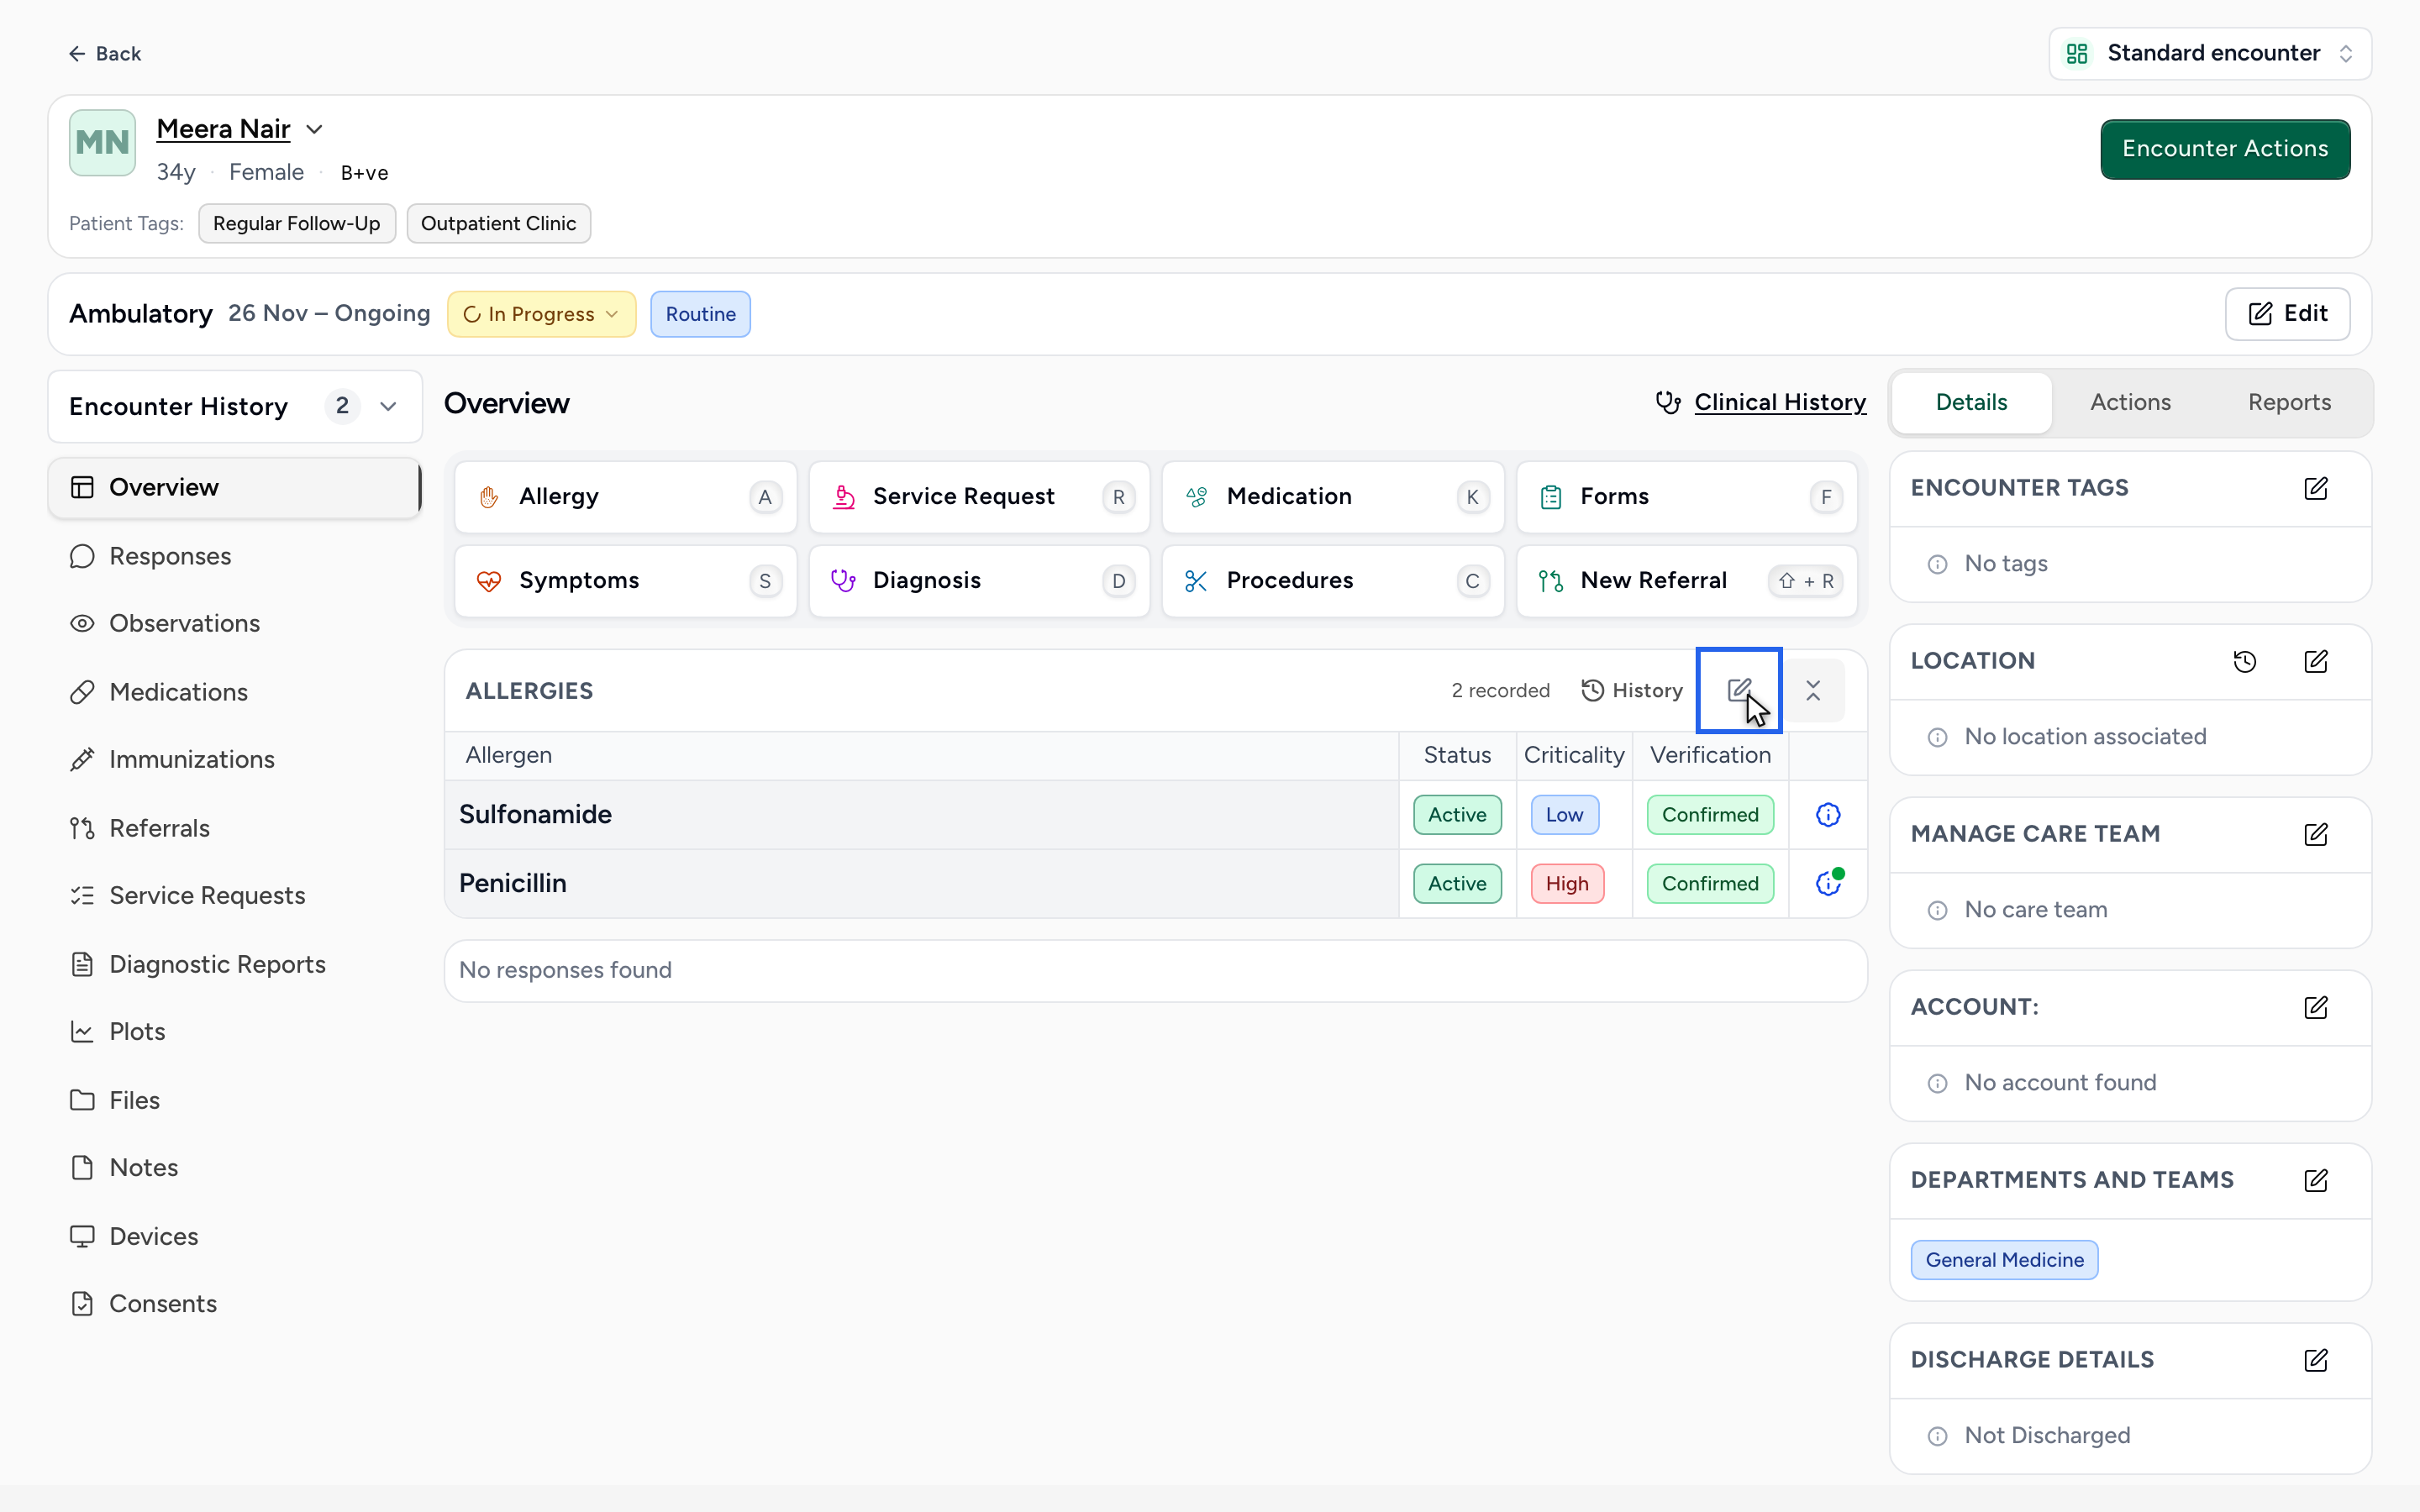 Back
Standard encounter
MN
Meera Nair
34y · Female · B+ve
Encounter Actions
Patient Tags: Regular Follow-Up Outpatient Clinic
Ambulatory 26 Nov – Ongoing In Progress Routine
Edit
Encounter History 2
Overview
Responses
Observations
Medications
Immunizations
Referrals
Service Requests
Diagnostic Reports
Plots
Files
Notes
Devices
Consents
Overview
Clinical History
Allergy A
Service Request R
Medication K
Forms F
Symptoms S
Diagnosis D
Procedures C
New Referral ⇧ + R
ALLERGIES
2 recorded History
Allergen Status Criticality Verification
Sulfonamide Active Low Confirmed
Penicillin Active High Confirmed
No responses found
Details Actions Reports
ENCOUNTER TAGS
No tags
LOCATION
No location associated
MANAGE CARE TEAM
No care team
ACCOUNT:
No account found
DEPARTMENTS AND TEAMS
General Medicine
DISCHARGE DETAILS
Not Discharged